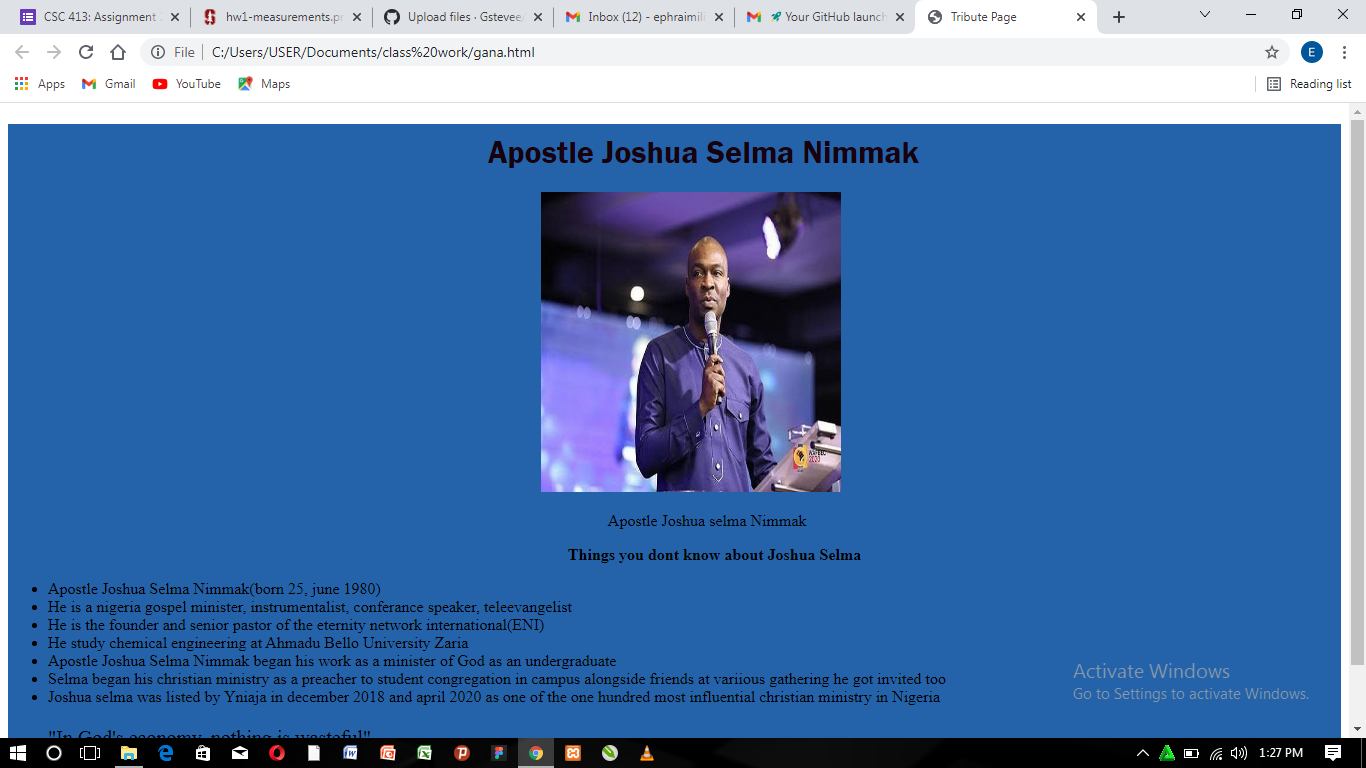 CSC 413: Assignment
hw1-measurements.pr
Upload files · Gstevee/
Inbox (12) - ephraimili
Your GitHub launch
Tribute Page
File
C:/Users/USER/Documents/class%20work/gana.html
E
Apps
Gmail
YouTube
Maps
Reading list
Apostle Joshua Selma Nimmak
2020
Apostle Joshua selma Nimmak
Things you dont know about Joshua Selma
• Apostle Joshua Selma Nimmak(born 25, june 1980)
• He is a nigeria gospel minister, instrumentalist, conferance speaker, teleevangelist
• He is the founder and senior pastor of the eternity network international(ENI)
• He study chemical engineering at Ahmadu Bello University Zaria
• Apostle Joshua Selma Nimmak began his work as a minister of God as an undergraduate
• Selma began his christian ministry as a preacher to student congregation in campus alongside friends at variious gathering he got invited too
• Joshua selma was listed by Yniaja in december 2018 and april 2020 as one of the one hundred most influential christian ministry in Nigeria
"In God's economy, nothing is wasteful"
Activate Windows
Go to Settings to activate Windows.
1:27 PM